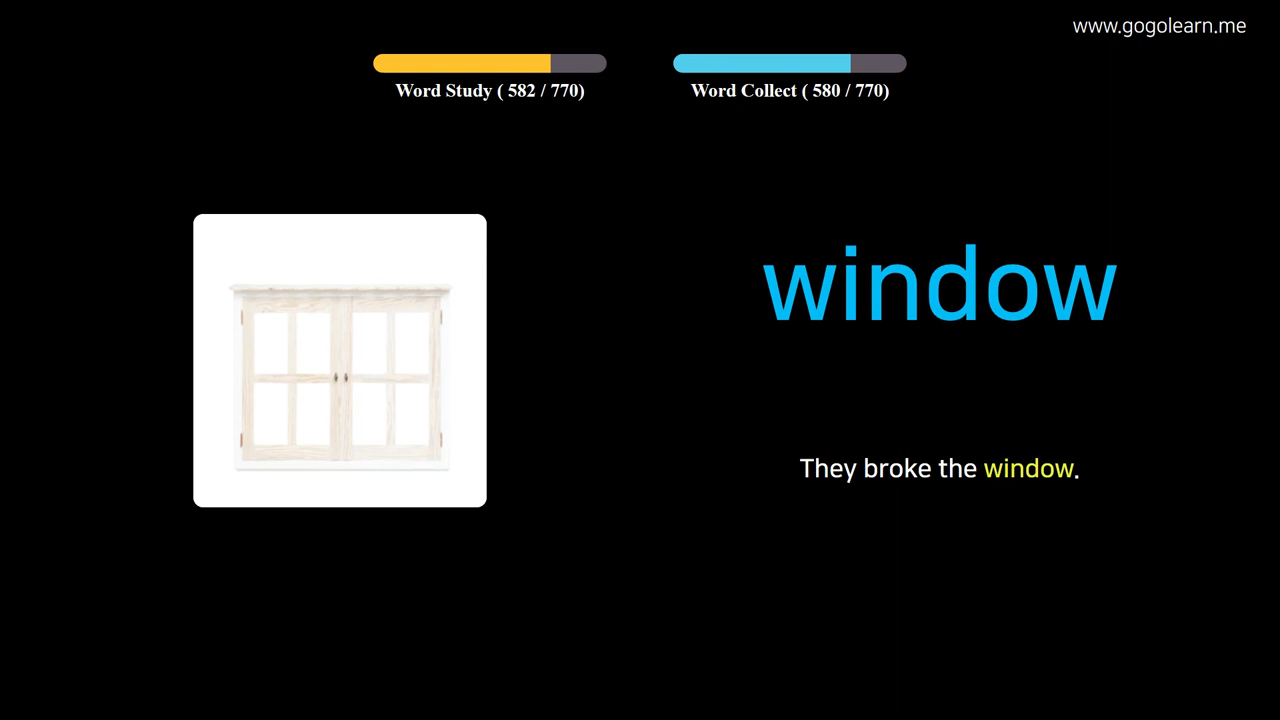 www.gogolearn.me
Word Study ( 582 / 770)
Word Collect ( 580 / 770)
window
They broke the window.